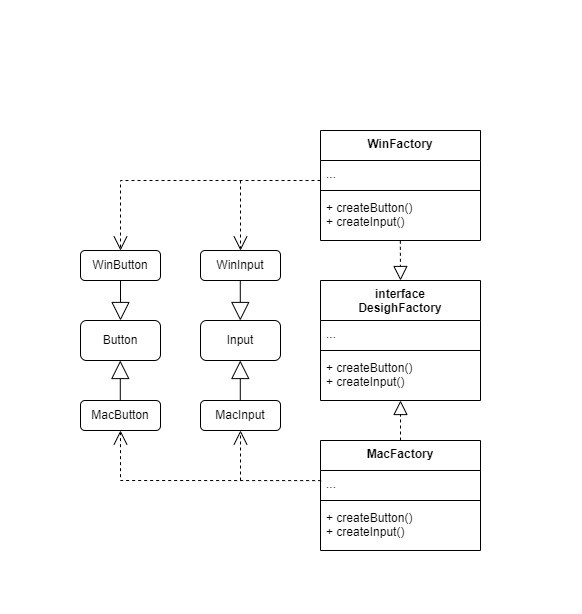 WinFactory
...
+ createButton()
+ createInput()
WinButton
WinInput
interface
DesighFactory
Button
Input
...
+ createButton()
+ createInput()
MacButton
MacInput
MacFactory
...
+ createButton()
+ createInput()